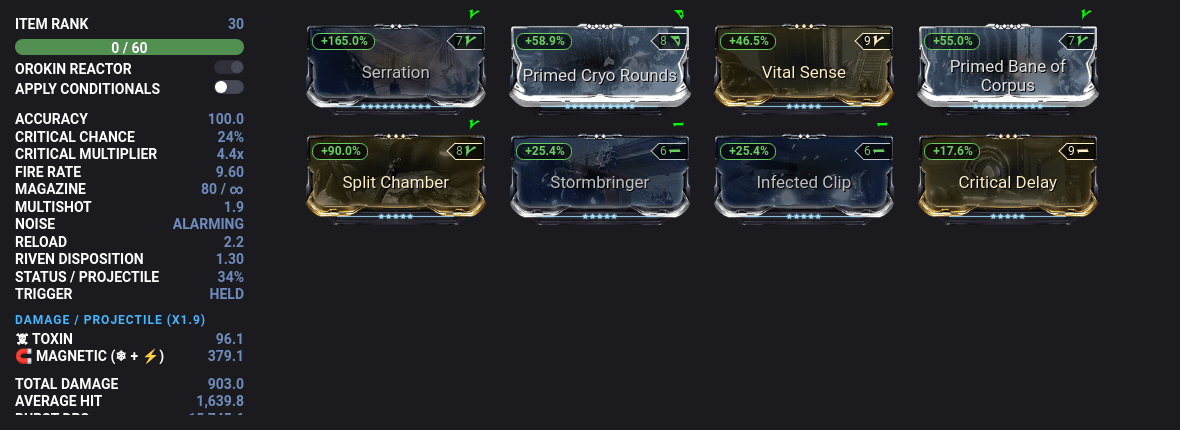 ITEM RANK 30
0 / 60
OROKIN REACTOR
APPLY CONDITIONALS
ACCURACY 100.0
CRITICAL CHANCE 24%
CRITICAL MULTIPLIER 4.4x
FIRE RATE 9.60
MAGAZINE 80 / ∞
MULTISHOT 1.9
NOISE ALARMING
RELOAD 2.2
RIVEN DISPOSITION 1.30
STATUS / PROJECTILE 34%
TRIGGER HELD
DAMAGE / PROJECTILE (X1.9)
TOXIN 96.1
MAGNETIC (❄ + ⚡) 379.1
TOTAL DAMAGE 903.0
AVERAGE HIT 1,639.8
+165.0% 7
Serration
+58.9% 8
Primed Cryo Rounds
+46.5% 9
Vital Sense
+55.0% 7
Primed Bane of
Corpus
+90.0% 8
Split Chamber
+25.4% 6
Stormbringer
+25.4% 6
Infected Clip
+17.6% 9
Critical Delay